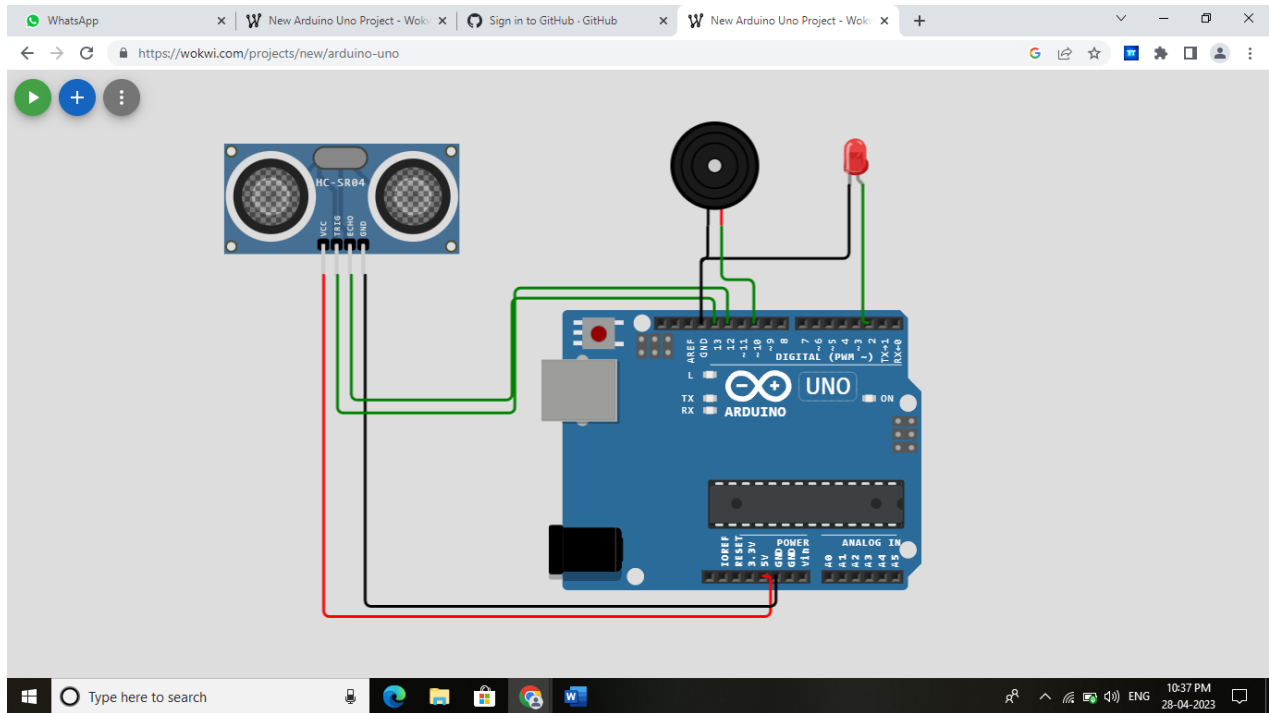 WhatsApp
New Arduino Uno Project - Wok
Sign in to GitHub · GitHub
New Arduino Uno Project - Wok
https://wokwi.com/projects/new/arduino-uno
HC-SR04
VCC
TRIG
ECHO
GND
AREF
GND
13
12
~11
~10
~9
8
7
~6
~5
4
~3
2
TX→1
RX←0
DIGITAL (PWM ~)
L
TX
RX
ARDUINO
UNO
ON
POWER
ANALOG IN
IOREF
RESET
3.3V
5V
GND
GND
Vin
A0
A1
A2
A3
A4
A5
Type here to search
ENG
10:37 PM
28-04-2023